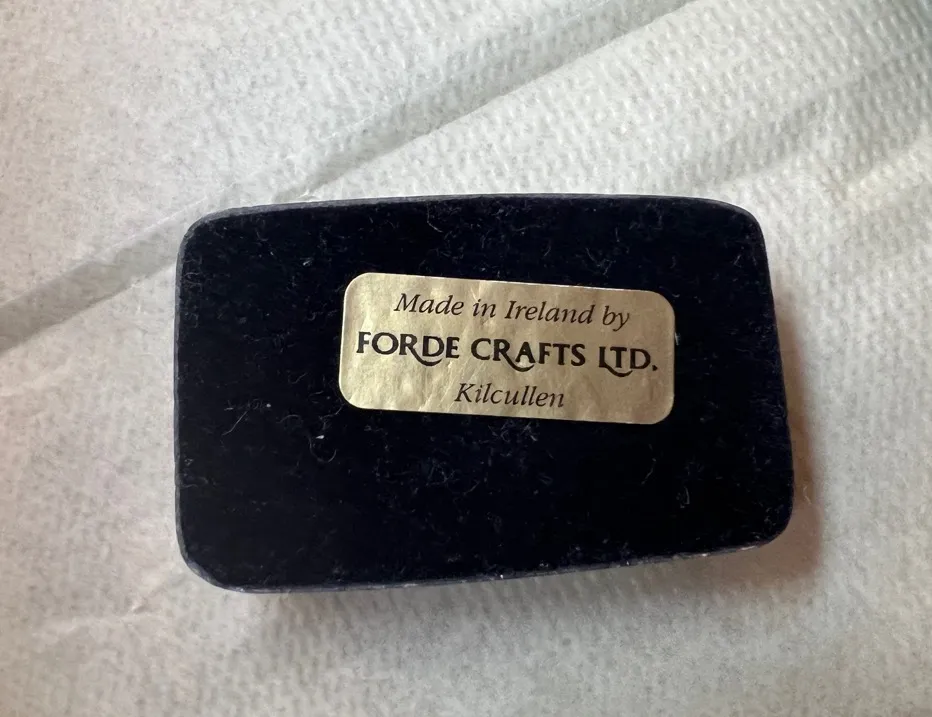 Made in Ireland by
FORDE CRAFTS LTD.
Kilcullen